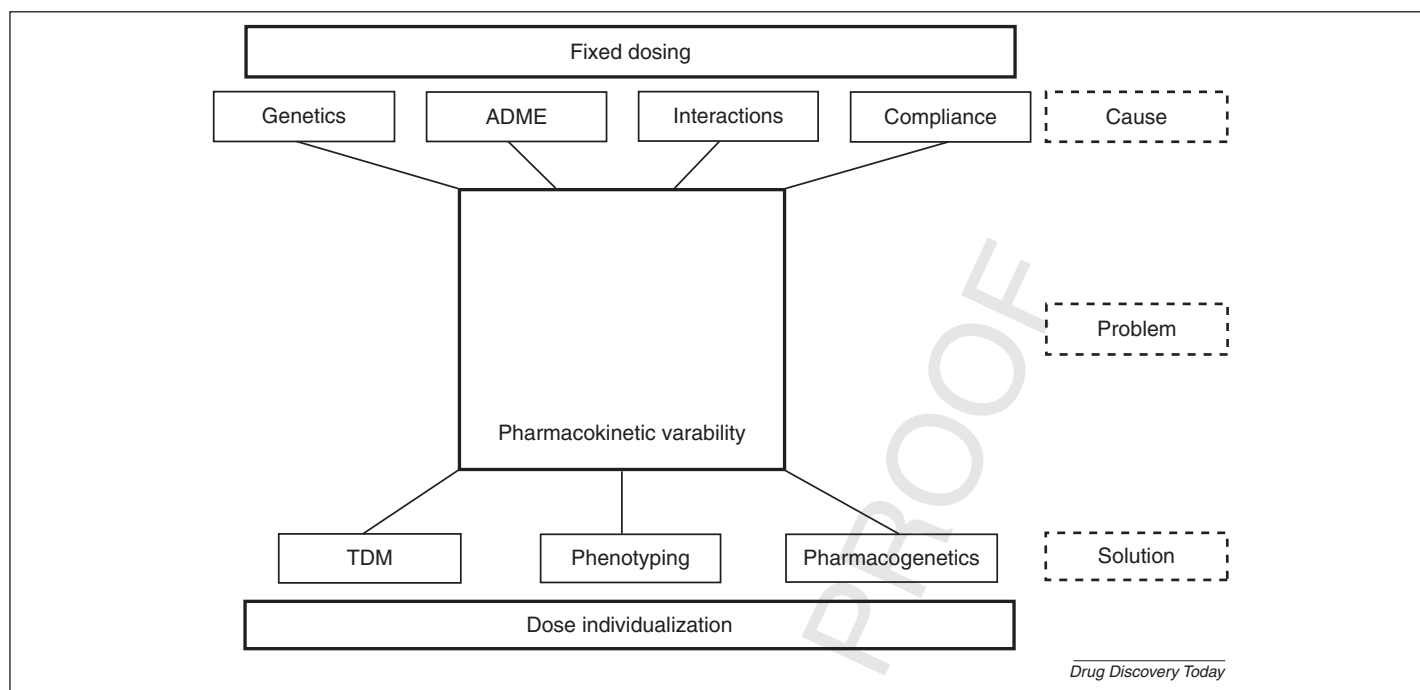 Fixed dosing
Genetics ADME Interactions Compliance Cause
Problem
Pharmacokinetic varability
TDM Phenotyping Pharmacogenetics Solution
Dose individualization
PROOF
Drug Discovery Today